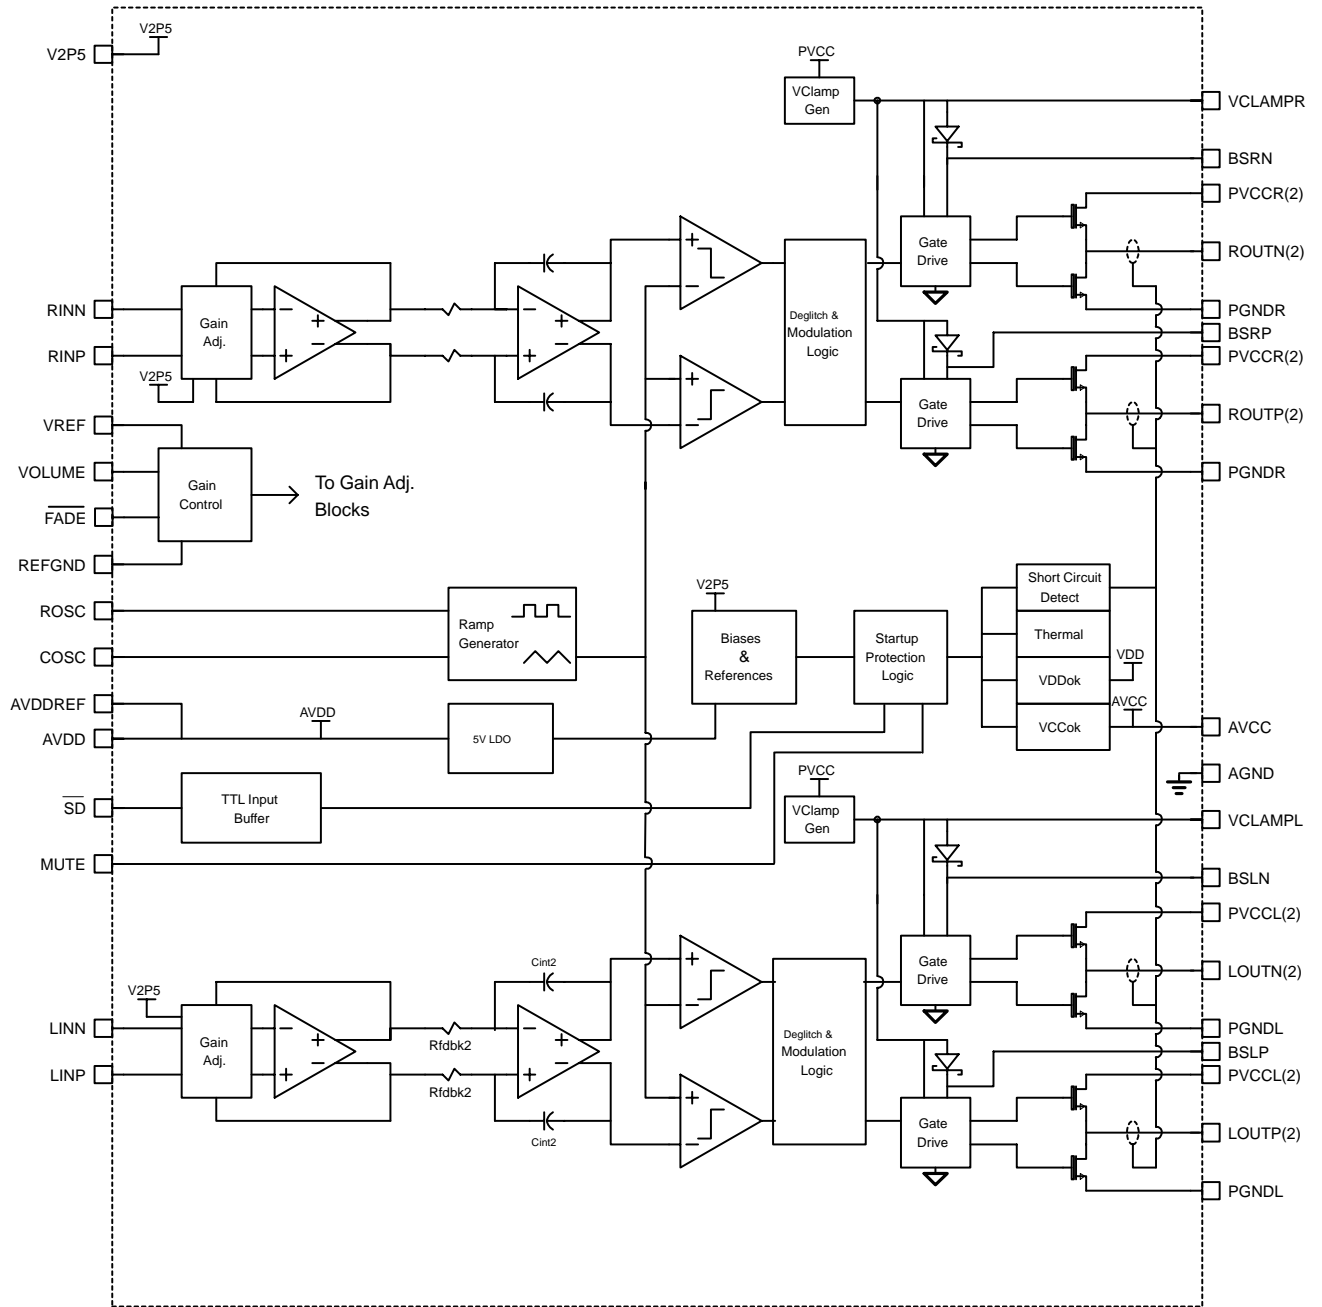 V2P5
V2P5
PVCC
VClamp
Gen
VCLAMPR
BSRN
PVCCR(2)
Gate
Drive
ROUTN(2)
RINN
Gain
Adj.
Deglitch &
Modulation
Logic
PGNDR
BSRP
RINP
PVCCR(2)
V2P5
Gate
Drive
ROUTP(2)
VREF
VOLUME
PGNDR
Gain
Control
To Gain Adj.
Blocks
FADE
REFGND
ROSC
Ramp
Generator
COSC
V2P5
Biases
&
References
Startup
Protection
Logic
Short Circuit
Detect
Thermal
VDDok
VDD
VCCok
AVCC
AVCC
AVDDREF
AVDD
AVDD
5V LDO
AGND
SD
TTL Input
Buffer
PVCC
VClamp
Gen
VCLAMPL
MUTE
BSLN
PVCCL(2)
Gate
Drive
LOUTN(2)
Cint2
V2P5
LINN
Gain
Adj.
Rfdbk2
Deglitch &
Modulation
Logic
PGNDL
BSLP
LINP
Rfdbk2
PVCCL(2)
Cint2
Gate
Drive
LOUTP(2)
PGNDL